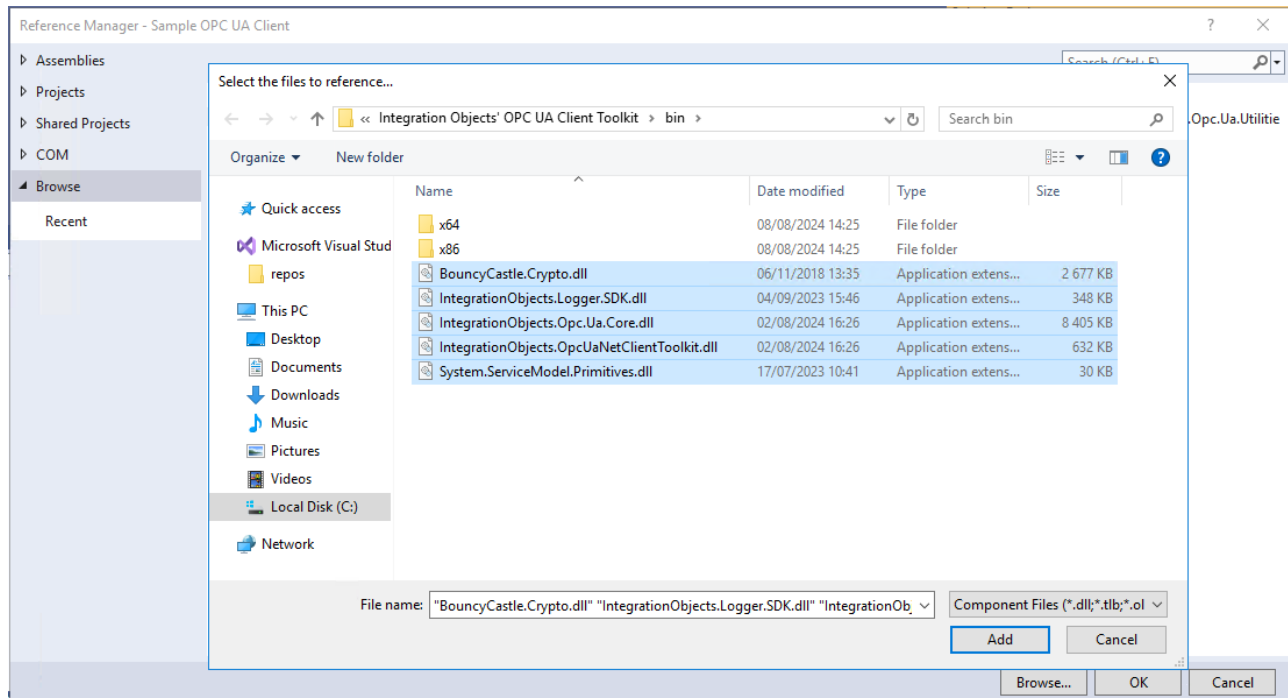 Reference Manager - Sample OPC UA Client
?
Assemblies
Projects
Shared Projects
COM
Browse
Recent
Search (Ctrl+E)
.Opc.Ua.Utilitie
Select the files to reference...
« Integration Objects' OPC UA Client Toolkit > bin >
Search bin
Organize
New folder
?
Quick access
Microsoft Visual Stud
repos
This PC
Desktop
Documents
Downloads
Music
Pictures
Videos
Local Disk (C:)
Network
Name Date modified Type Size
x64 08/08/2024 14:25 File folder
x86 08/08/2024 14:25 File folder
BouncyCastle.Crypto.dll 06/11/2018 13:35 Application extens... 2 677 KB
IntegrationObjects.Logger.SDK.dll 04/09/2023 15:46 Application extens... 348 KB
IntegrationObjects.Opc.Ua.Core.dll 02/08/2024 16:26 Application extens... 8 405 KB
IntegrationObjects.OpcUaNetClientToolkit.dll 02/08/2024 16:26 Application extens... 632 KB
System.ServiceModel.Primitives.dll 17/07/2023 10:41 Application extens... 30 KB
File name: "BouncyCastle.Crypto.dll" "IntegrationObjects.Logger.SDK.dll" "IntegrationOb
Component Files (*.dll;*.tlb;*.ol
Add
Cancel
Browse...
OK
Cancel